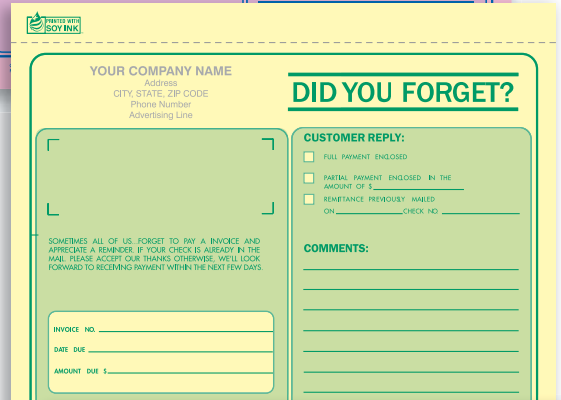 PRINTED WITH
SOY INK
YOUR COMPANY NAME
Address
CITY, STATE, ZIP CODE
Phone Number
Advertising Line
DID YOU FORGET?
SOMETIMES ALL OF US...FORGET TO PAY A INVOICE AND
APPRECIATE A REMINDER. IF YOUR CHECK IS ALREADY IN THE
MAIL. PLEASE ACCEPT OUR THANKS OTHERWISE, WE'LL LOOK
FORWARD TO RECEIVING PAYMENT WITHIN THE NEXT FEW DAYS.
INVOICE NO.
DATE DUE
AMOUNT DUE $
CUSTOMER REPLY:
FULL PAYMENT ENCLOSED
PARTIAL PAYMENT ENCLOSED IN THE
AMOUNT OF $
REMITTANCE PREVIOUSLY MAILED
ON CHECK NO
COMMENTS: